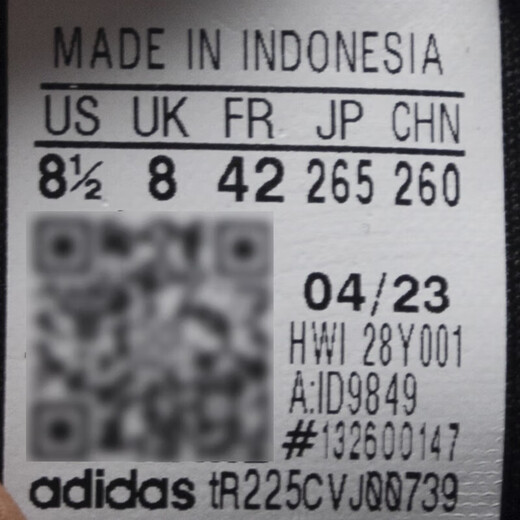 MADE IN INDONESIA
US UK FR JP CHN
8½ 8 42 265 260
04/23
HWI 28Y001
A:ID9849
#132600147
adidas tR225CVJ00739